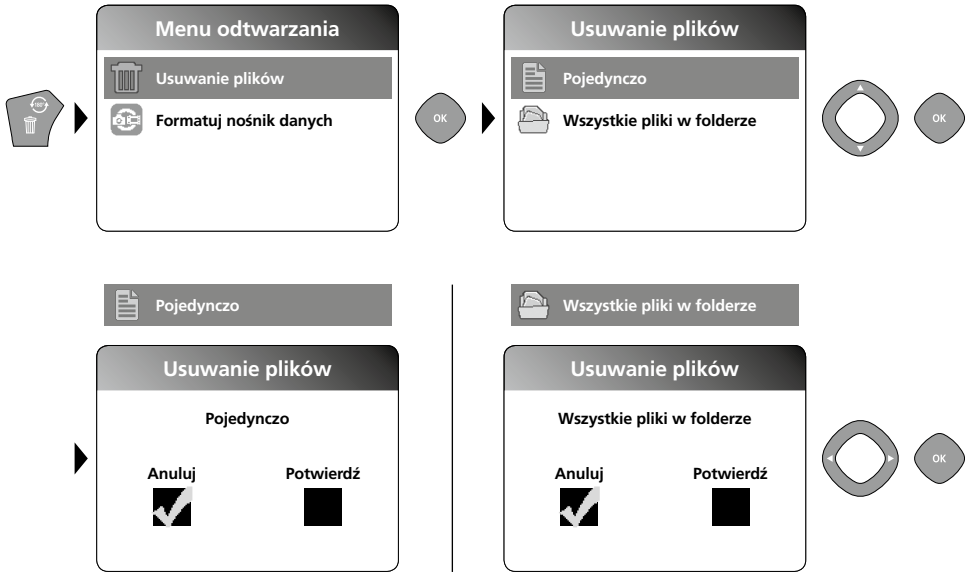 Menu odtwarzania
Usuwanie plików
Formatuj nośnik danych
180°
OK
Usuwanie plików
Pojedynczo
Wszystkie pliki w folderze
OK
Pojedynczo
Usuwanie plików
Pojedynczo
Anuluj Potwierdź
Wszystkie pliki w folderze
Usuwanie plików
Wszystkie pliki w folderze
Anuluj Potwierdź
OK